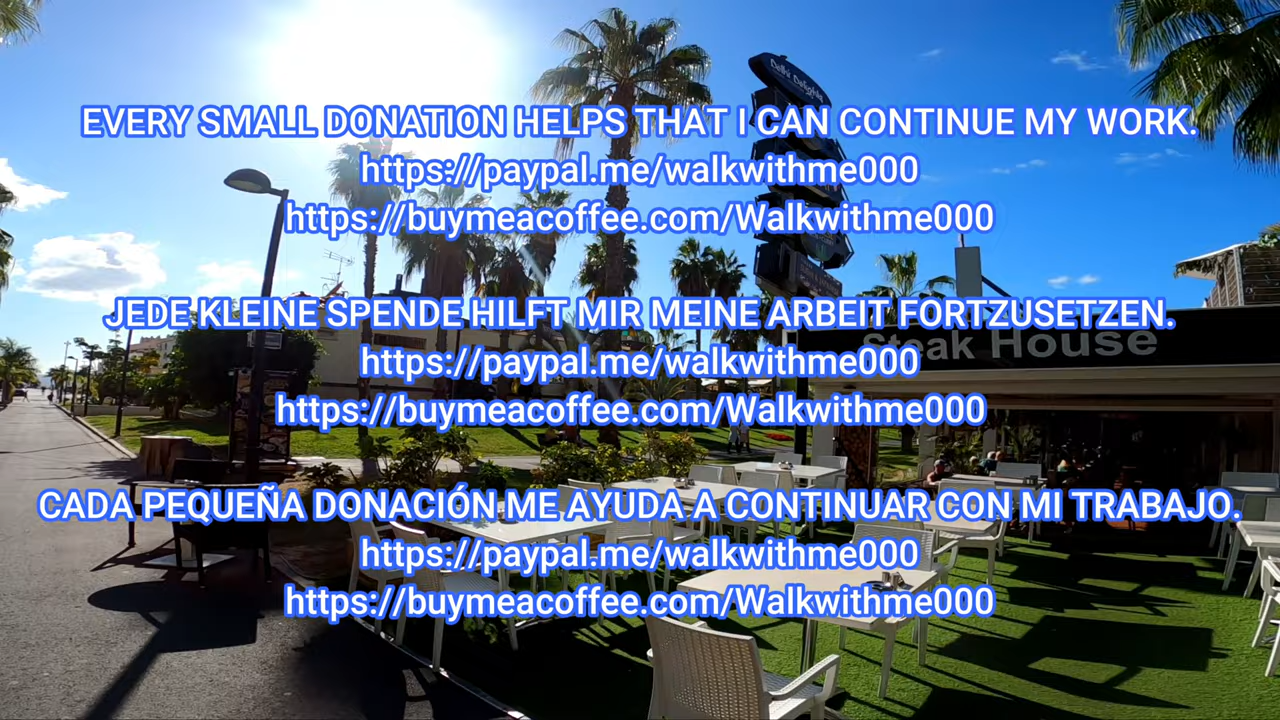 Delhi Delights
EVERY SMALL DONATION HELPS THAT I CAN CONTINUE MY WORK.
https://paypal.me/walkwithme000
https://buymeacoffee.com/Walkwithme000
JEDE KLEINE SPENDE HILFT MIR MEINE ARBEIT FORTZUSETZEN.
Steak House
https://paypal.me/walkwithme000
https://buymeacoffee.com/Walkwithme000
CADA PEQUEÑA DONACIÓN ME AYUDA A CONTINUAR CON MI TRABAJO.
https://paypal.me/walkwithme000
https://buymeacoffee.com/Walkwithme000